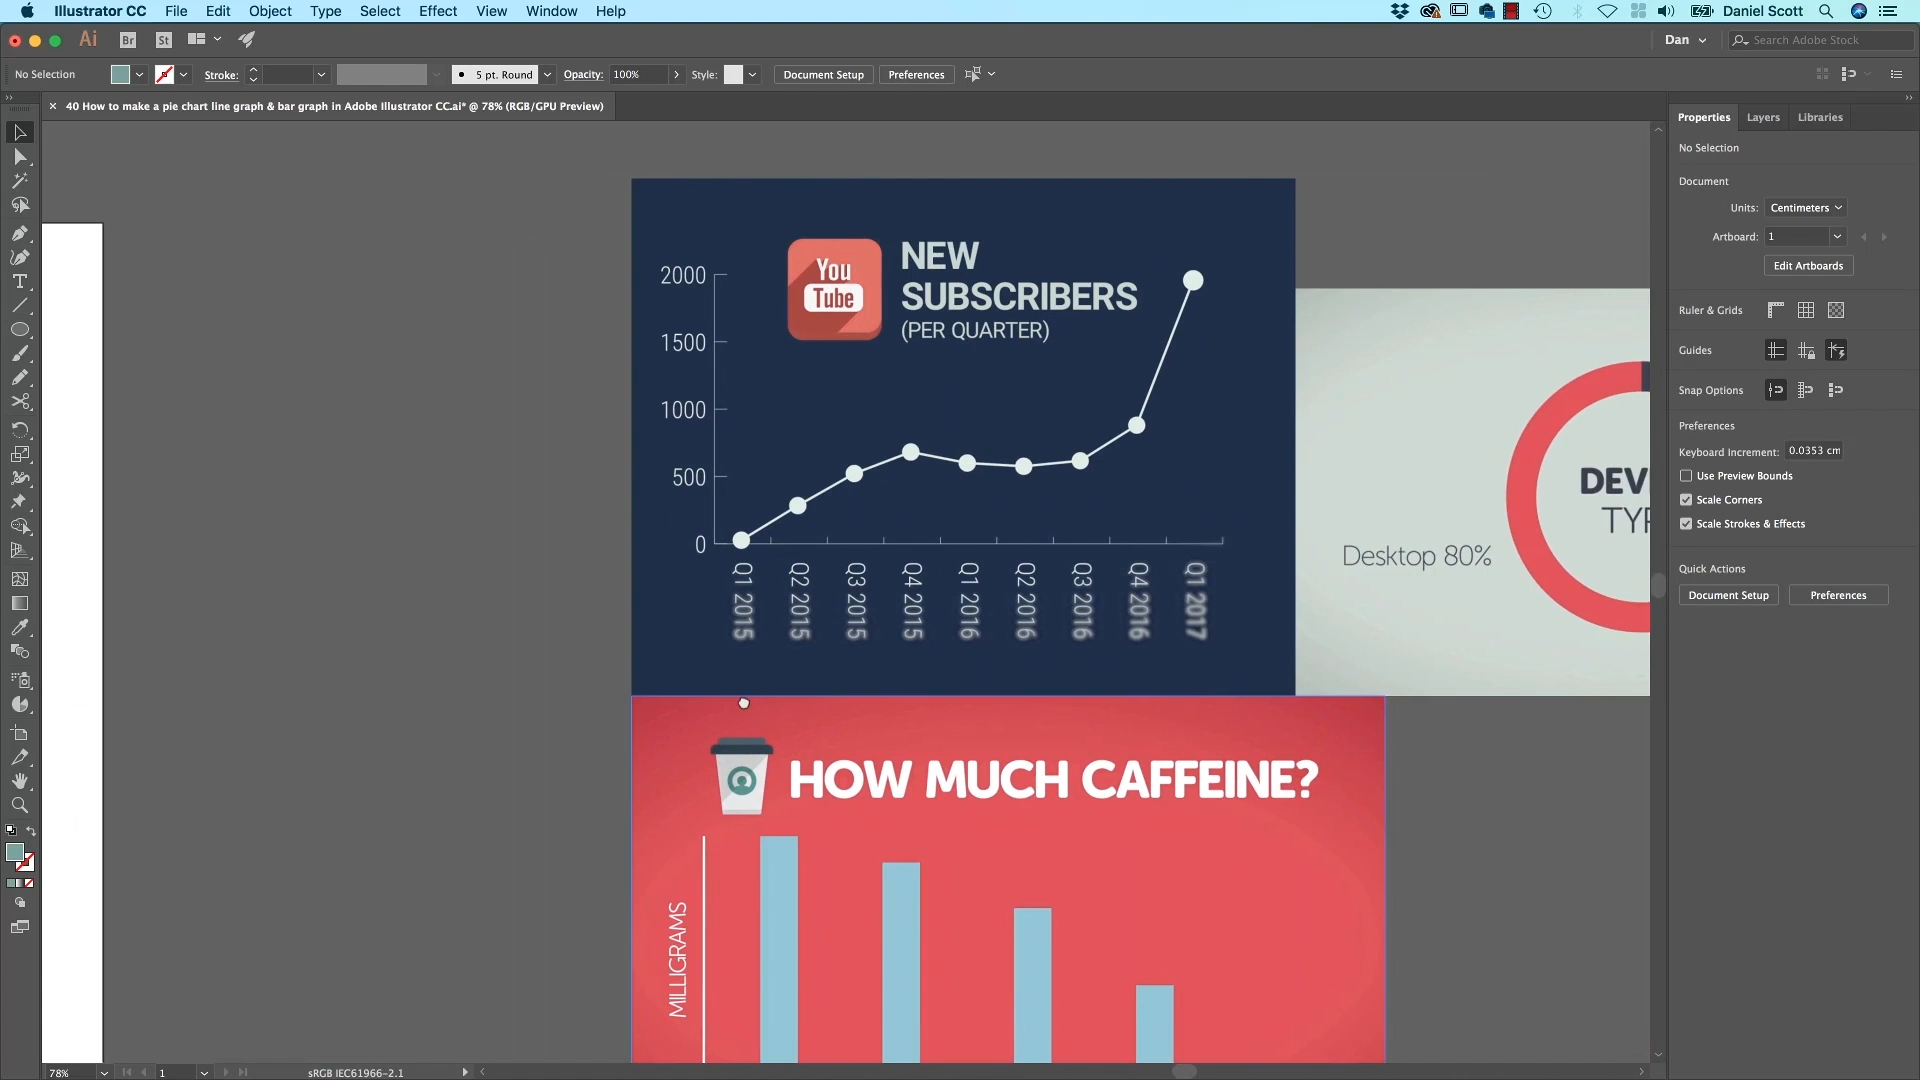 Illustrator CC File Edit Object Type Select Effect View Window Help Daniel Scott
Ai Br St Dan Search Adobe Stock
No Selection Stroke: 5 pt. Round Opacity: 100% Style: Document Setup Preferences
40 How to make a pie chart line graph & bar graph in Adobe Illustrator CC.ai* @ 78% (RGB/GPU Preview)
Properties Layers Libraries
No Selection
Document
Units: Centimeters
Artboard: 1
Edit Artboards
Ruler & Grids
Guides
Snap Options
Preferences
Keyboard Increment: 0.0353 cm
Use Preview Bounds
Scale Corners
Scale Strokes & Effects
Quick Actions
Document Setup Preferences
You
Tube
NEW
SUBSCRIBERS
(PER QUARTER)
2000
1500
1000
500
0
Q1 2015
Q2 2015
Q3 2015
Q4 2015
Q1 2016
Q2 2016
Q3 2016
Q4 2016
Q1 2017
DEV
TYP
Desktop 80%
HOW MUCH CAFFEINE?
MILLIGRAMS
78% 1 sRGB IEC61966-2.1